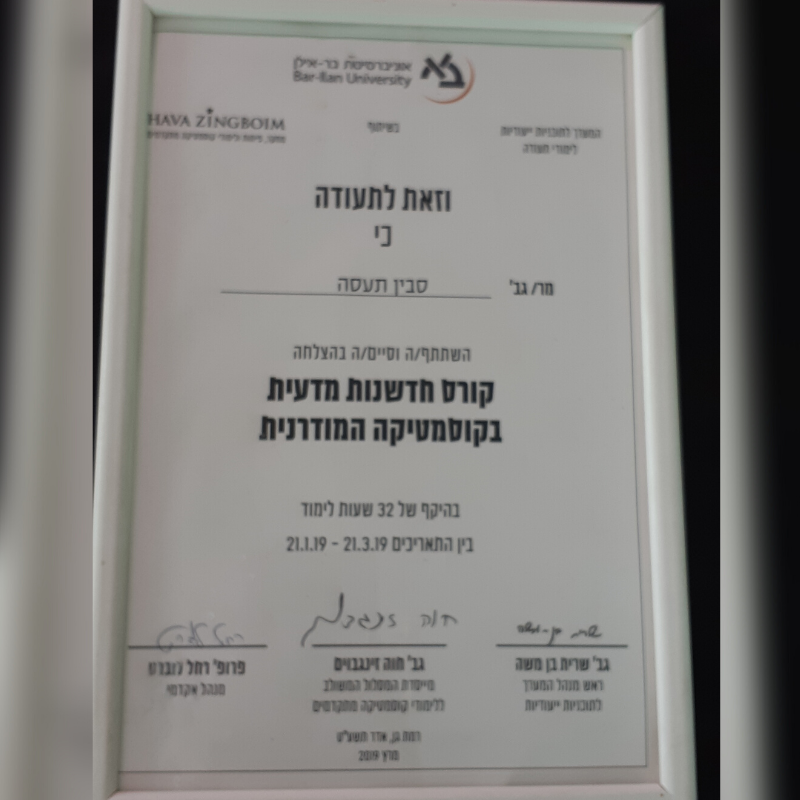 אוניברסיטת בר-אילן
Bar-Ilan University
המערך לתוכניות ייעודיות
לימודי תעודה
בשיתוף
HAVA ZINGBOIM
וזאת לתעודה
כי
מר/ גב' סבין תעסה
השתתף/ה וסיים/ה בהצלחה
קורס חדשנות מדעית
בקוסמטיקה המודרנית
בהיקף של 32 שעות לימוד
בין התאריכים 21.3.19 - 21.1.19
גב' שרית בן משה
ראש מנהל המערך
לתוכניות ייעודיות
חוה זינגבוים
גב' חוה זינגבוים
מייסדת המסלול המשולב
ללימודי קוסמטיקה מתקדמים
פרופ' רחל
מנהל אקדמי
רמת גן, אדר תשע"ט
מרץ 2019